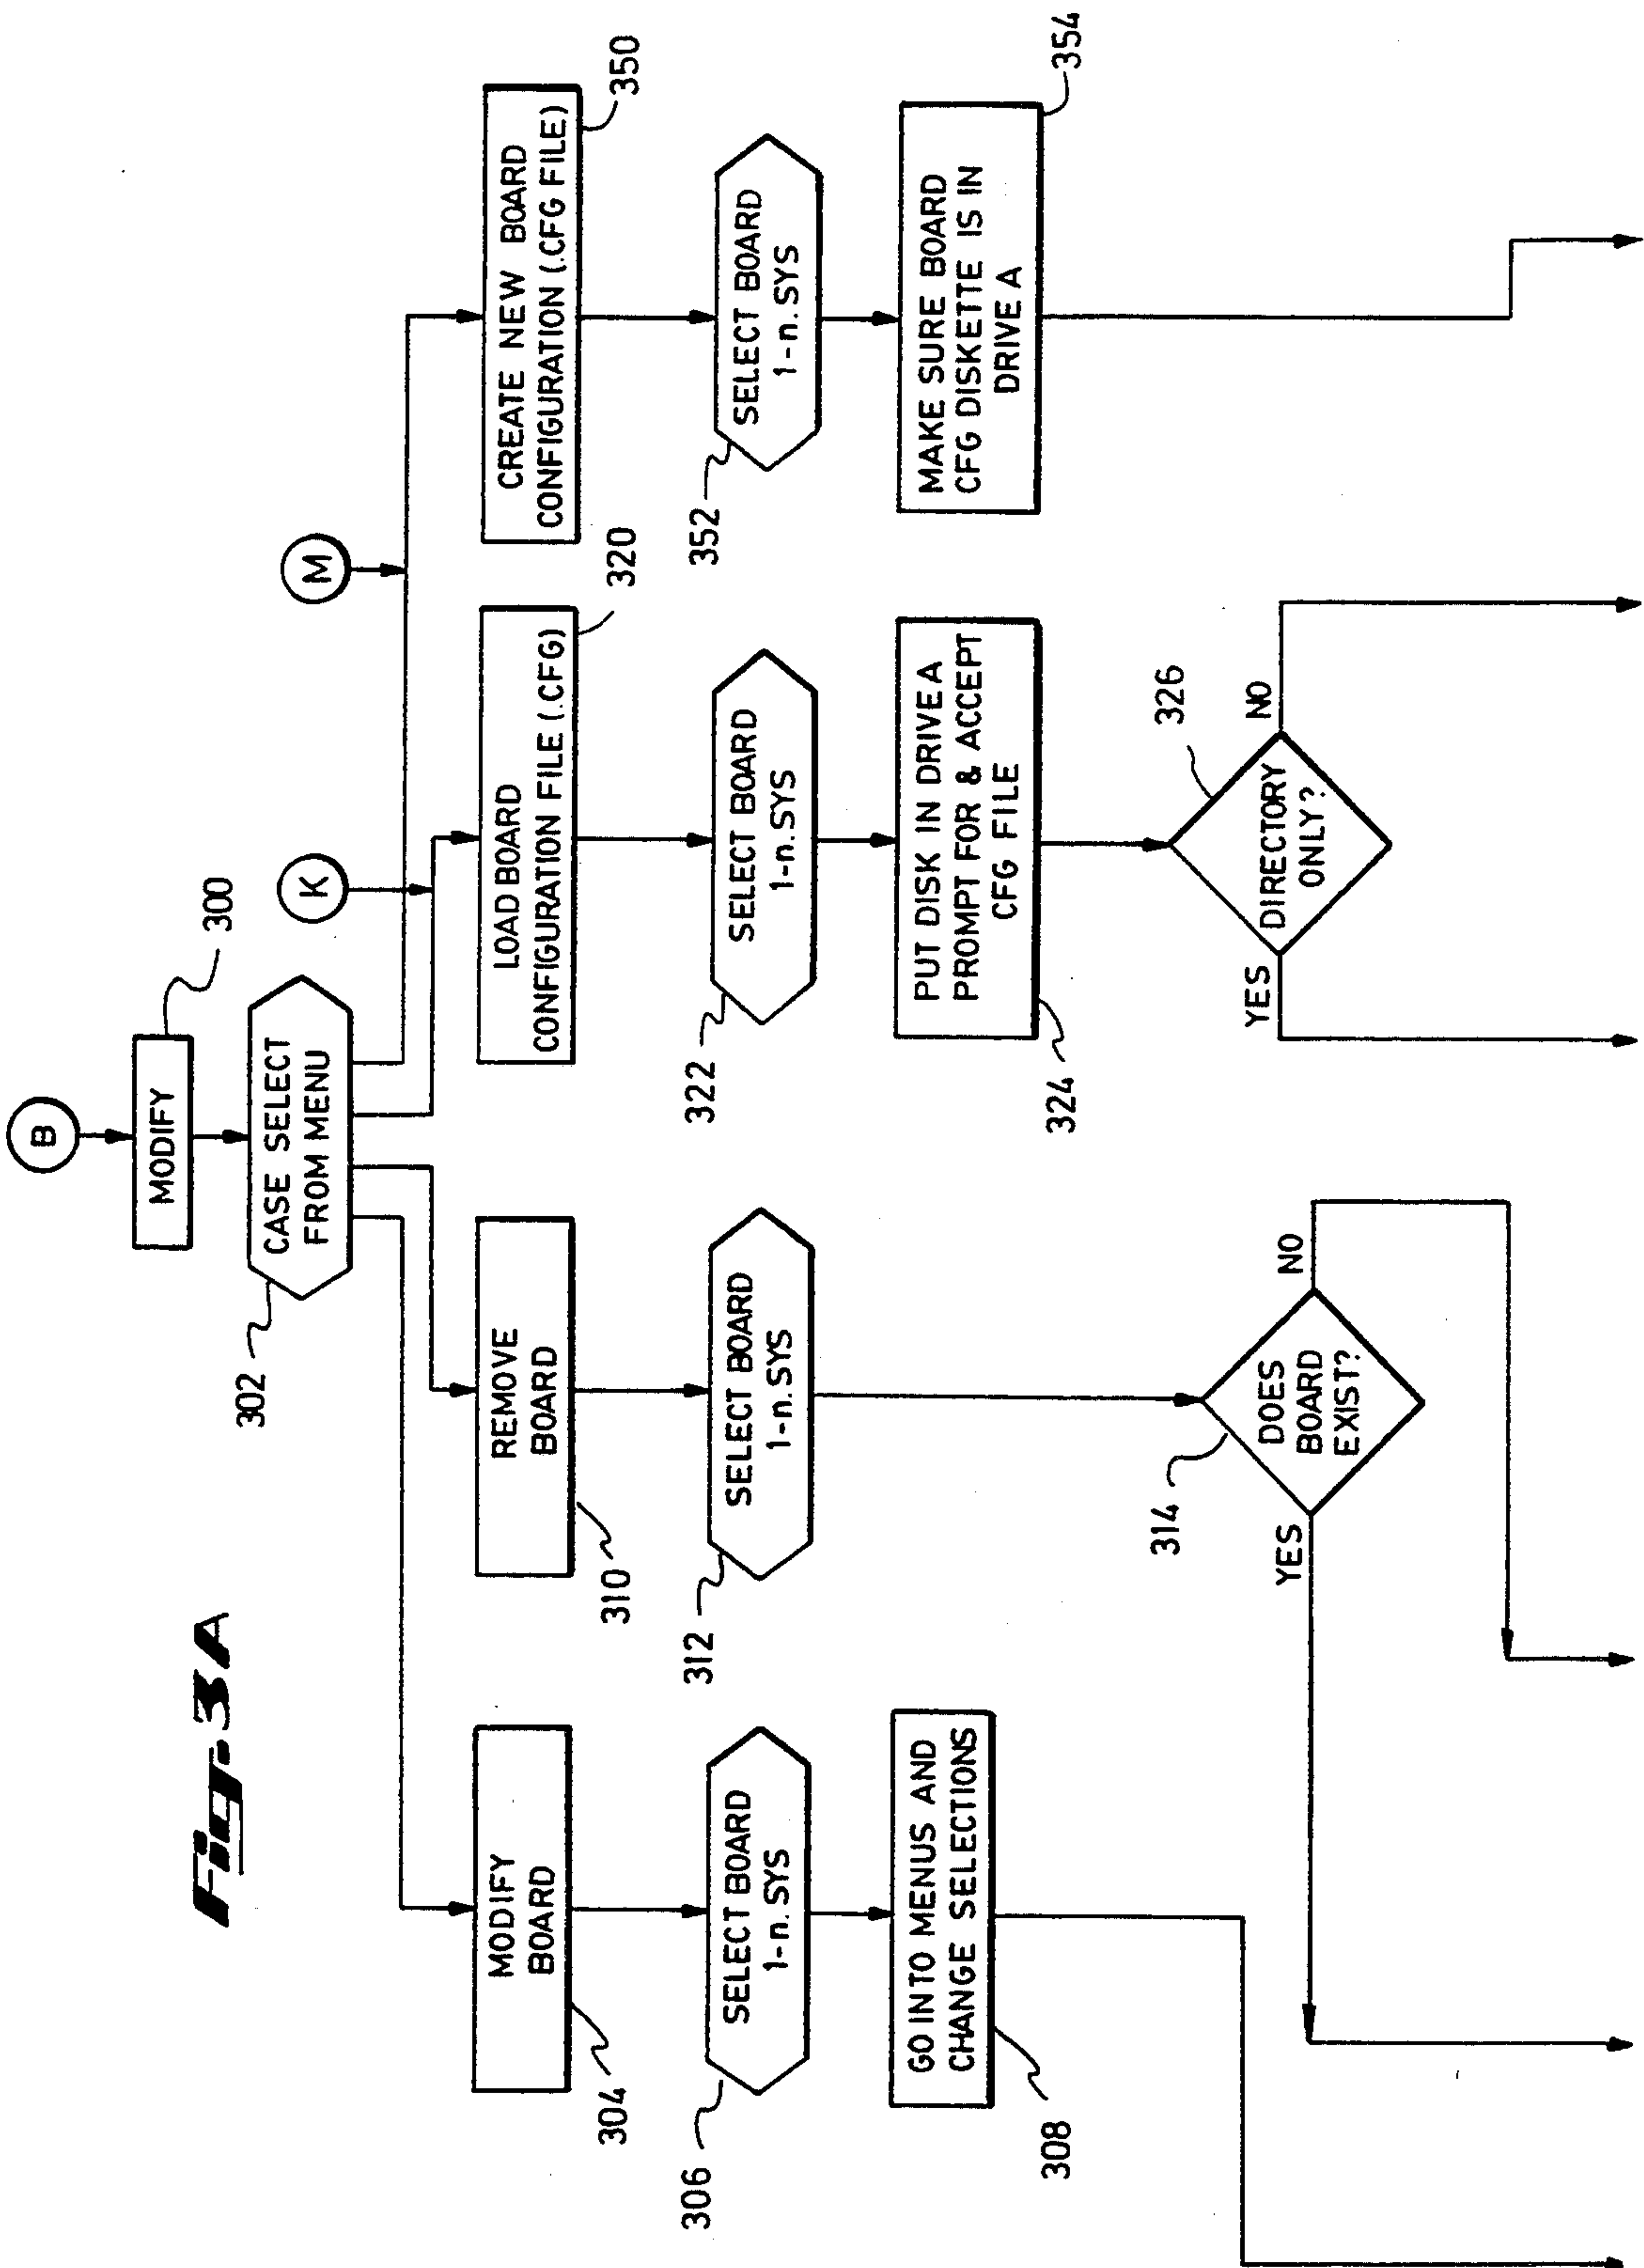 Fig-3A
B
MODIFY
300
CASE SELECT
FROM MENU
302
K
M
MODIFY
BOARD
304
REMOVE
BOARD
310
LOAD BOARD
CONFIGURATION FILE (.CFG)
320
CREATE NEW BOARD
CONFIGURATION (.CFG FILE)
350
SELECT BOARD
1-n.SYS
306
SELECT BOARD
1-n.SYS
312
SELECT BOARD
1-n.SYS
322
SELECT BOARD
1-n.SYS
352
GO INTO MENUS AND
CHANGE SELECTIONS
308
PUT DISK IN DRIVE A
PROMPT FOR & ACCEPT
CFG FILE
324
MAKE SURE BOARD
CFG DISKETTE IS IN
DRIVE A
354
DOES
BOARD
EXIST?
314
YES
NO
DIRECTORY
ONLY?
326
YES
NO